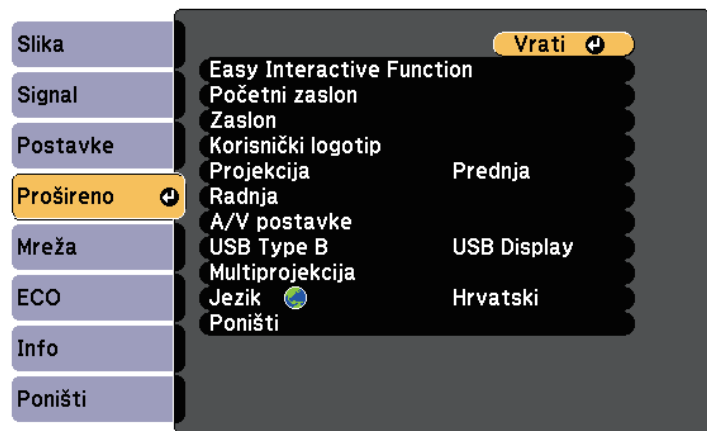 Slika
Signal
Postavke
Prošireno
Mreža
ECO
Info
Poništi
Vrati
Easy Interactive Function
Početni zaslon
Zaslon
Korisnički logotip
Projekcija Prednja
Radnja
A/V postavke
USB Type B USB Display
Multiprojekcija
Jezik Hrvatski
Poništi